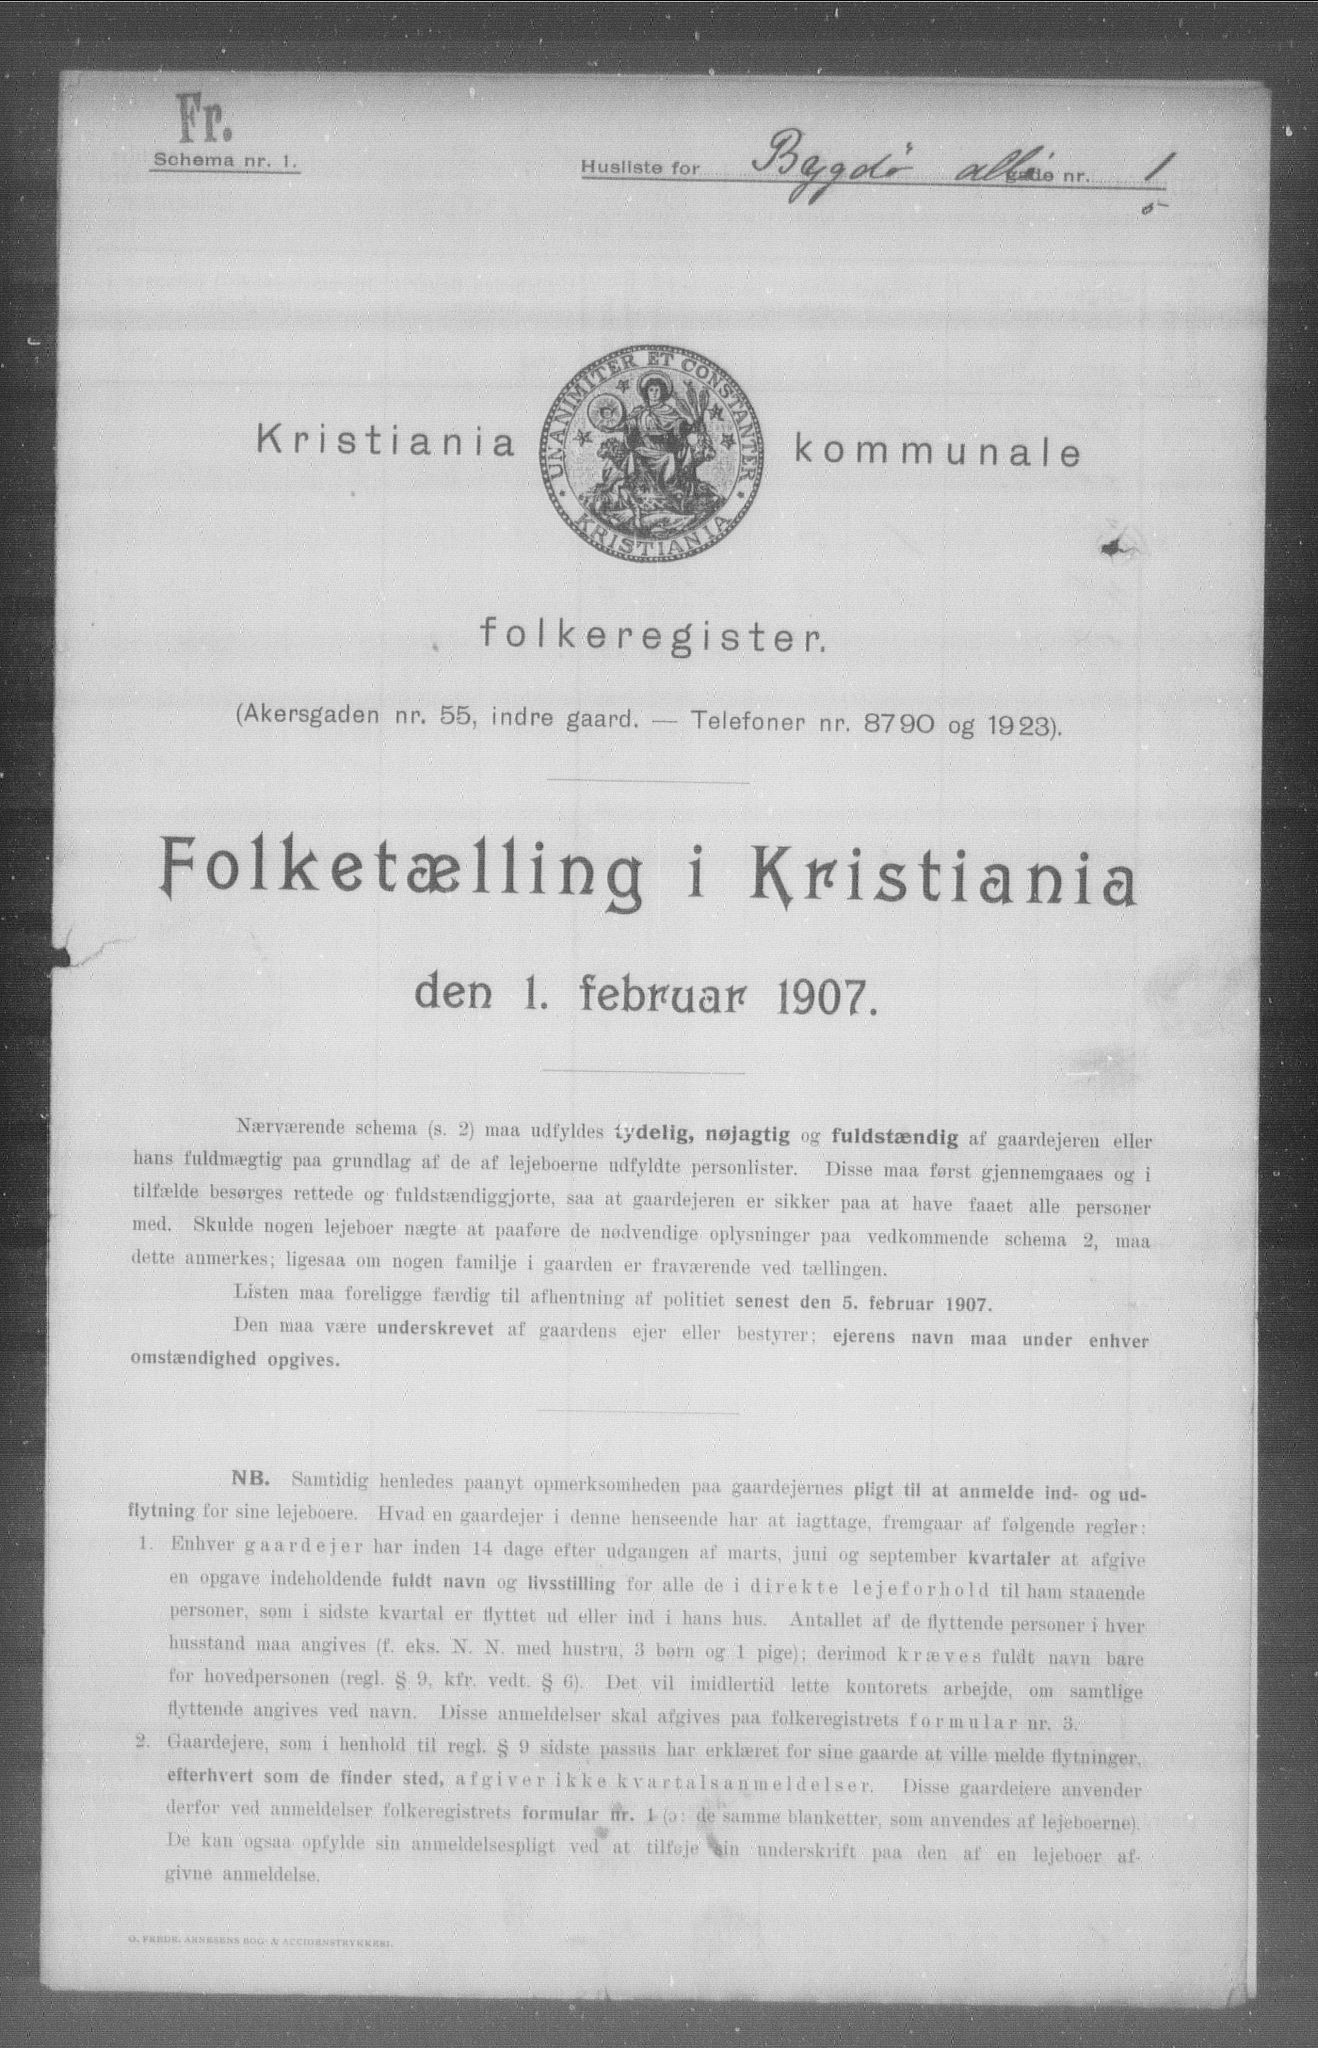 Fr.
Schema nr. 1.
Husliste for Bygdö allé gade nr. 1
5
UNANIMITER ET CONSTANTER
KRISTIANIA
Kristiania kommunale
folkeregister.
(Akersgaden nr. 55, indre gaard. — Telefoner nr. 8790 og 1923).
Folketælling i Kristiania
den 1. februar 1907.
Nærværende schema (s. 2) maa udfyldes tydelig, nøjagtig og fuldstændig af gaardejeren eller
hans fuldmægtig paa grundlag af de af lejeboerne udfyldte personlister. Disse maa først gjennemgaaes og i
tilfælde besørges rettede og fuldstændiggjorte, saa at gaardejeren er sikker paa at have faaet alle personer
med. Skulde nogen lejeboer nægte at paaføre de nødvendige oplysninger paa vedkommende schema 2, maa
dette anmerkes; ligesaa om nogen familje i gaarden er fraværende ved tællingen.
Listen maa foreligge færdig til afhentning af politiet senest den 5. februar 1907.
Den maa være underskrevet af gaardens ejer eller bestyrer; ejerens navn maa under enhver
omstændighed opgives.
NB. Samtidig henledes paanyt opmerksomheden paa gaardejernes pligt til at anmelde ind- og ud-
flytning for sine lejeboere. Hvad en gaardejer i denne henseende har at iagttage, fremgaar af følgende regler:
1. Enhver gaardejer har inden 14 dage efter udgangen af marts, juni og september kvartaler at afgive
en opgave indeholdende fuldt navn og livsstilling for alle de i direkte lejeforhold til ham staaende
personer, som i sidste kvartal er flyttet ud eller ind i hans hus. Antallet af de flyttende personer i hver
husstand maa angives (f. eks. N. N. med hustru, 3 børn og 1 pige); derimod kræves fuldt navn bare
for hovedpersonen (regl. § 9, kfr. vedt. § 6). Det vil imidlertid lette kontorets arbejde, om samtlige
flyttende angives ved navn. Disse anmeldelser skal afgives paa folkeregistrets formular nr. 3.
2. Gaardejere, som i henhold til regl. § 9 sidste passus har erklæret for sine gaarde at ville melde flytninger,
efterhvert som de finder sted, afgiver ikke kvartalsanmeldelser. Disse gaardeiere anvender
derfor ved anmeldelser folkeregistrets formular nr. 1 (ɔ: de samme blanketter, som anvendes af lejeboerne).
De kan ogsaa opfylde sin anmeldelsespligt ved at tilføje sin underskrift paa den af en lejeboer af-
givne anmeldelse.
O. FREDR. ARNESENS BOG- & ACCIDENSTRYKKERI.